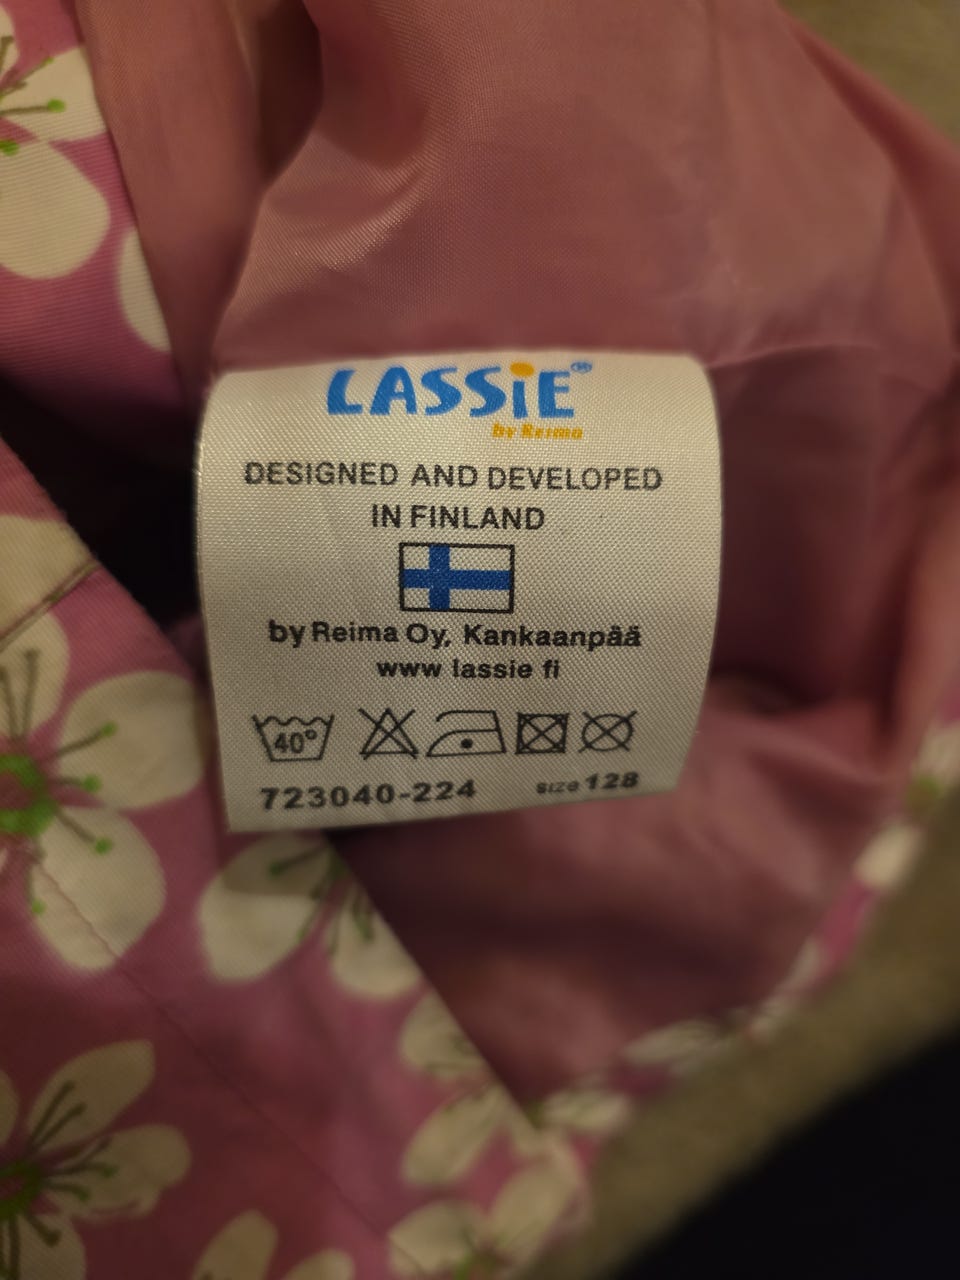 LASSiE®
by Reima
DESIGNED AND DEVELOPED
IN FINLAND
by Reima Oy, Kankaanpää
www lassie fi
40°
723040-224 size 128